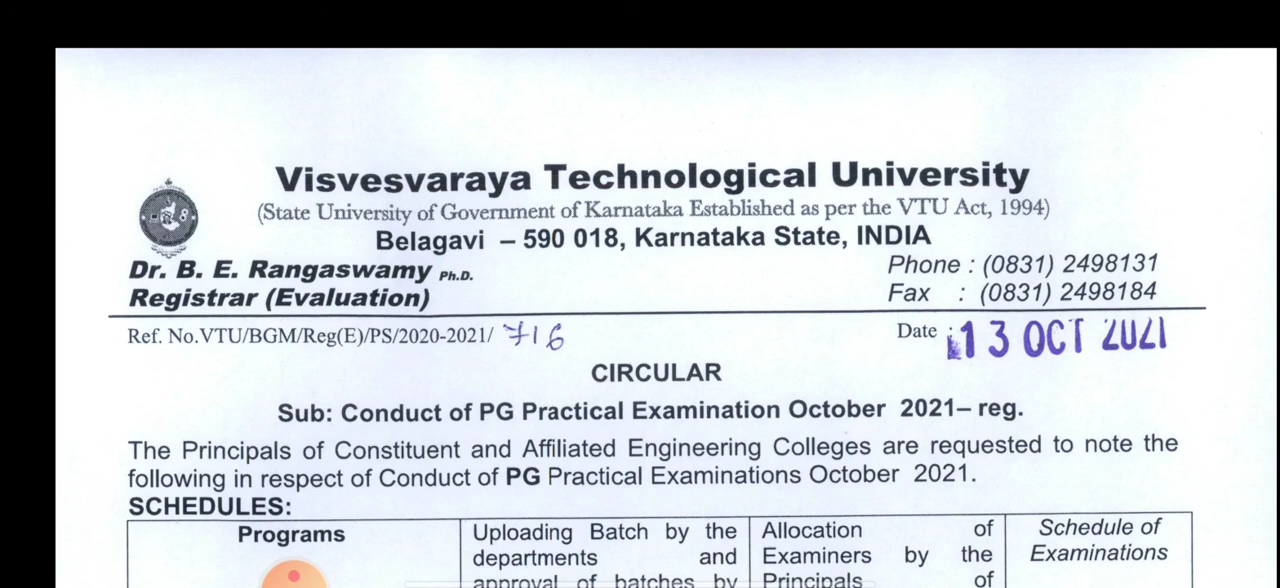 Visvesvaraya Technological University
(State University of Government of Karnataka Established as per the VTU Act, 1994)
Belagavi – 590 018, Karnataka State, INDIA
Dr. B. E. Rangaswamy Ph.D.
Phone : (0831) 2498131
Registrar (Evaluation)
Fax : (0831) 2498184
Ref. No.VTU/BGM/Reg(E)/PS/2020-2021/ 716
Date : 13 OCT 2021
CIRCULAR
Sub: Conduct of PG Practical Examination October 2021– reg.
The Principals of Constituent and Affiliated Engineering Colleges are requested to note the
following in respect of Conduct of PG Practical Examinations October 2021.
SCHEDULES:
Programs
Uploading Batch by the
departments and
approval of batches by
Allocation of
Examiners by the
Principals of
Schedule of
Examinations